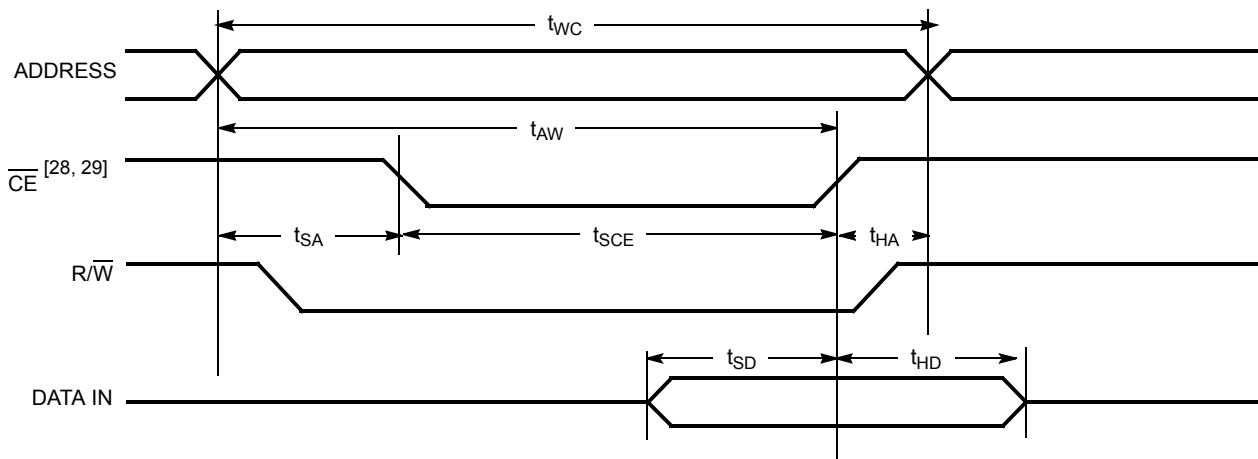 tWC
ADDRESS
tAW
CE [28, 29]
tSA tSCE tHA
R/W
tSD tHD
DATA IN